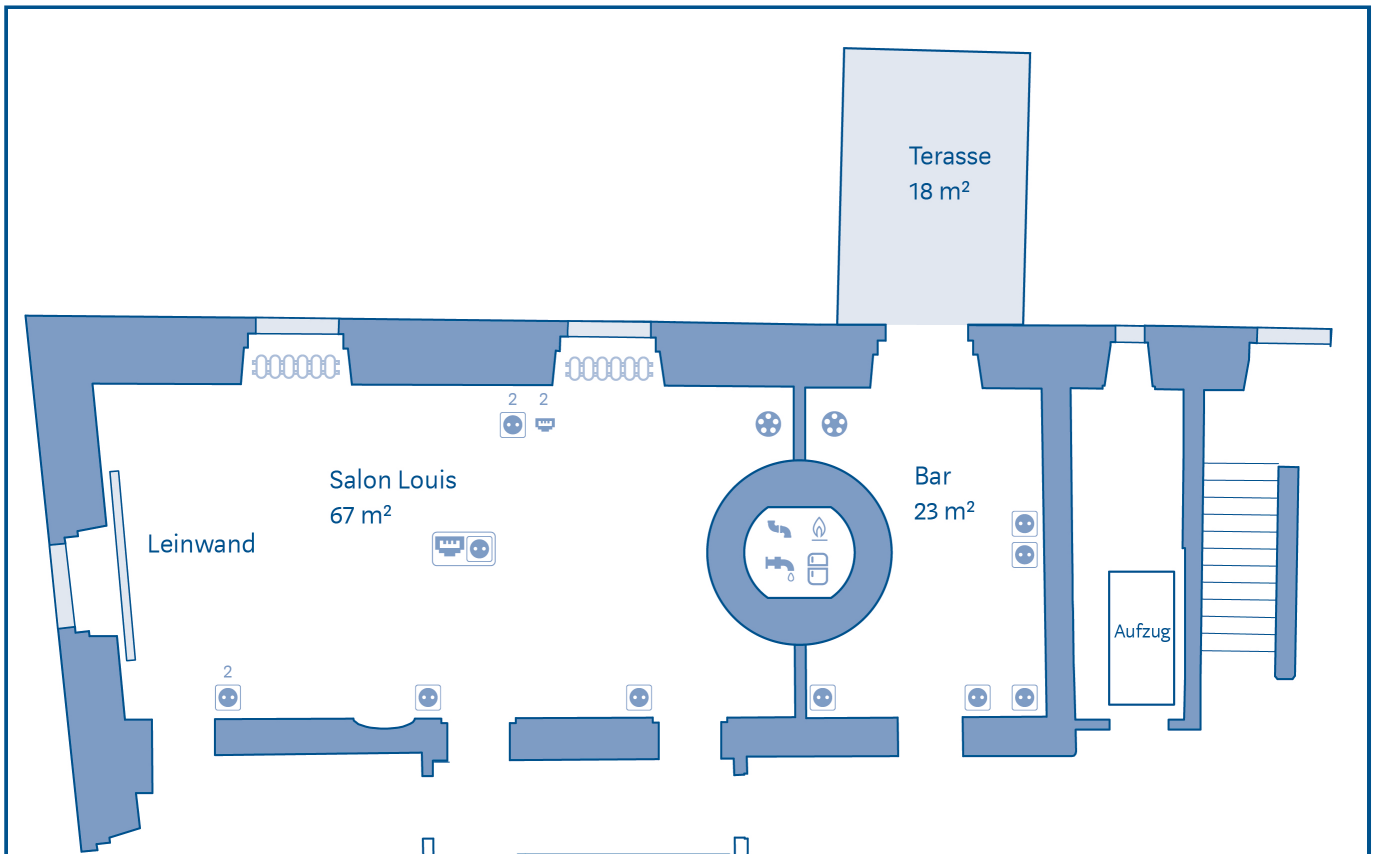 Terasse
18 m²
2 2
Salon Louis
67 m²
Bar
23 m²
Leinwand
Aufzug
2